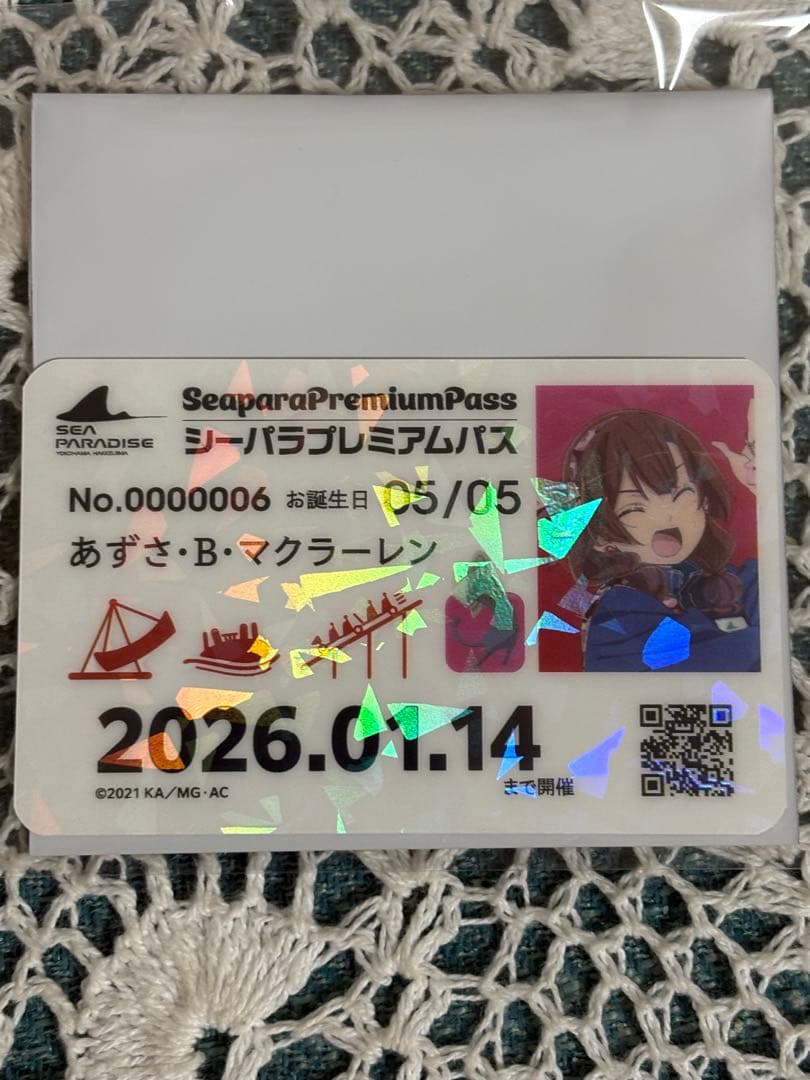 SEA
PARADISE
YOKOHAMA HAKKEIJIMA
SeaparaPremiumPass
シーパラプレミアムパス
No.0000006 お誕生日 05/05
あずさ・B・マクラーレン
2026.01.14
まで開催
©2021 KA／MG・AC